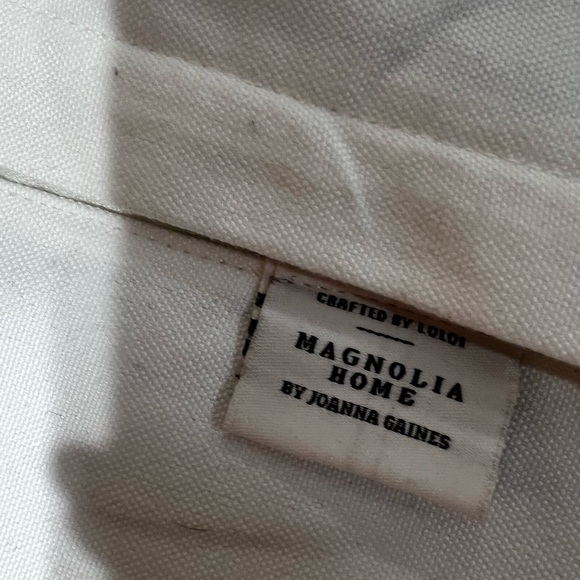 CRAFTED BY LOLOI
MAGNOLIA
HOME
BY JOANNA GAINES